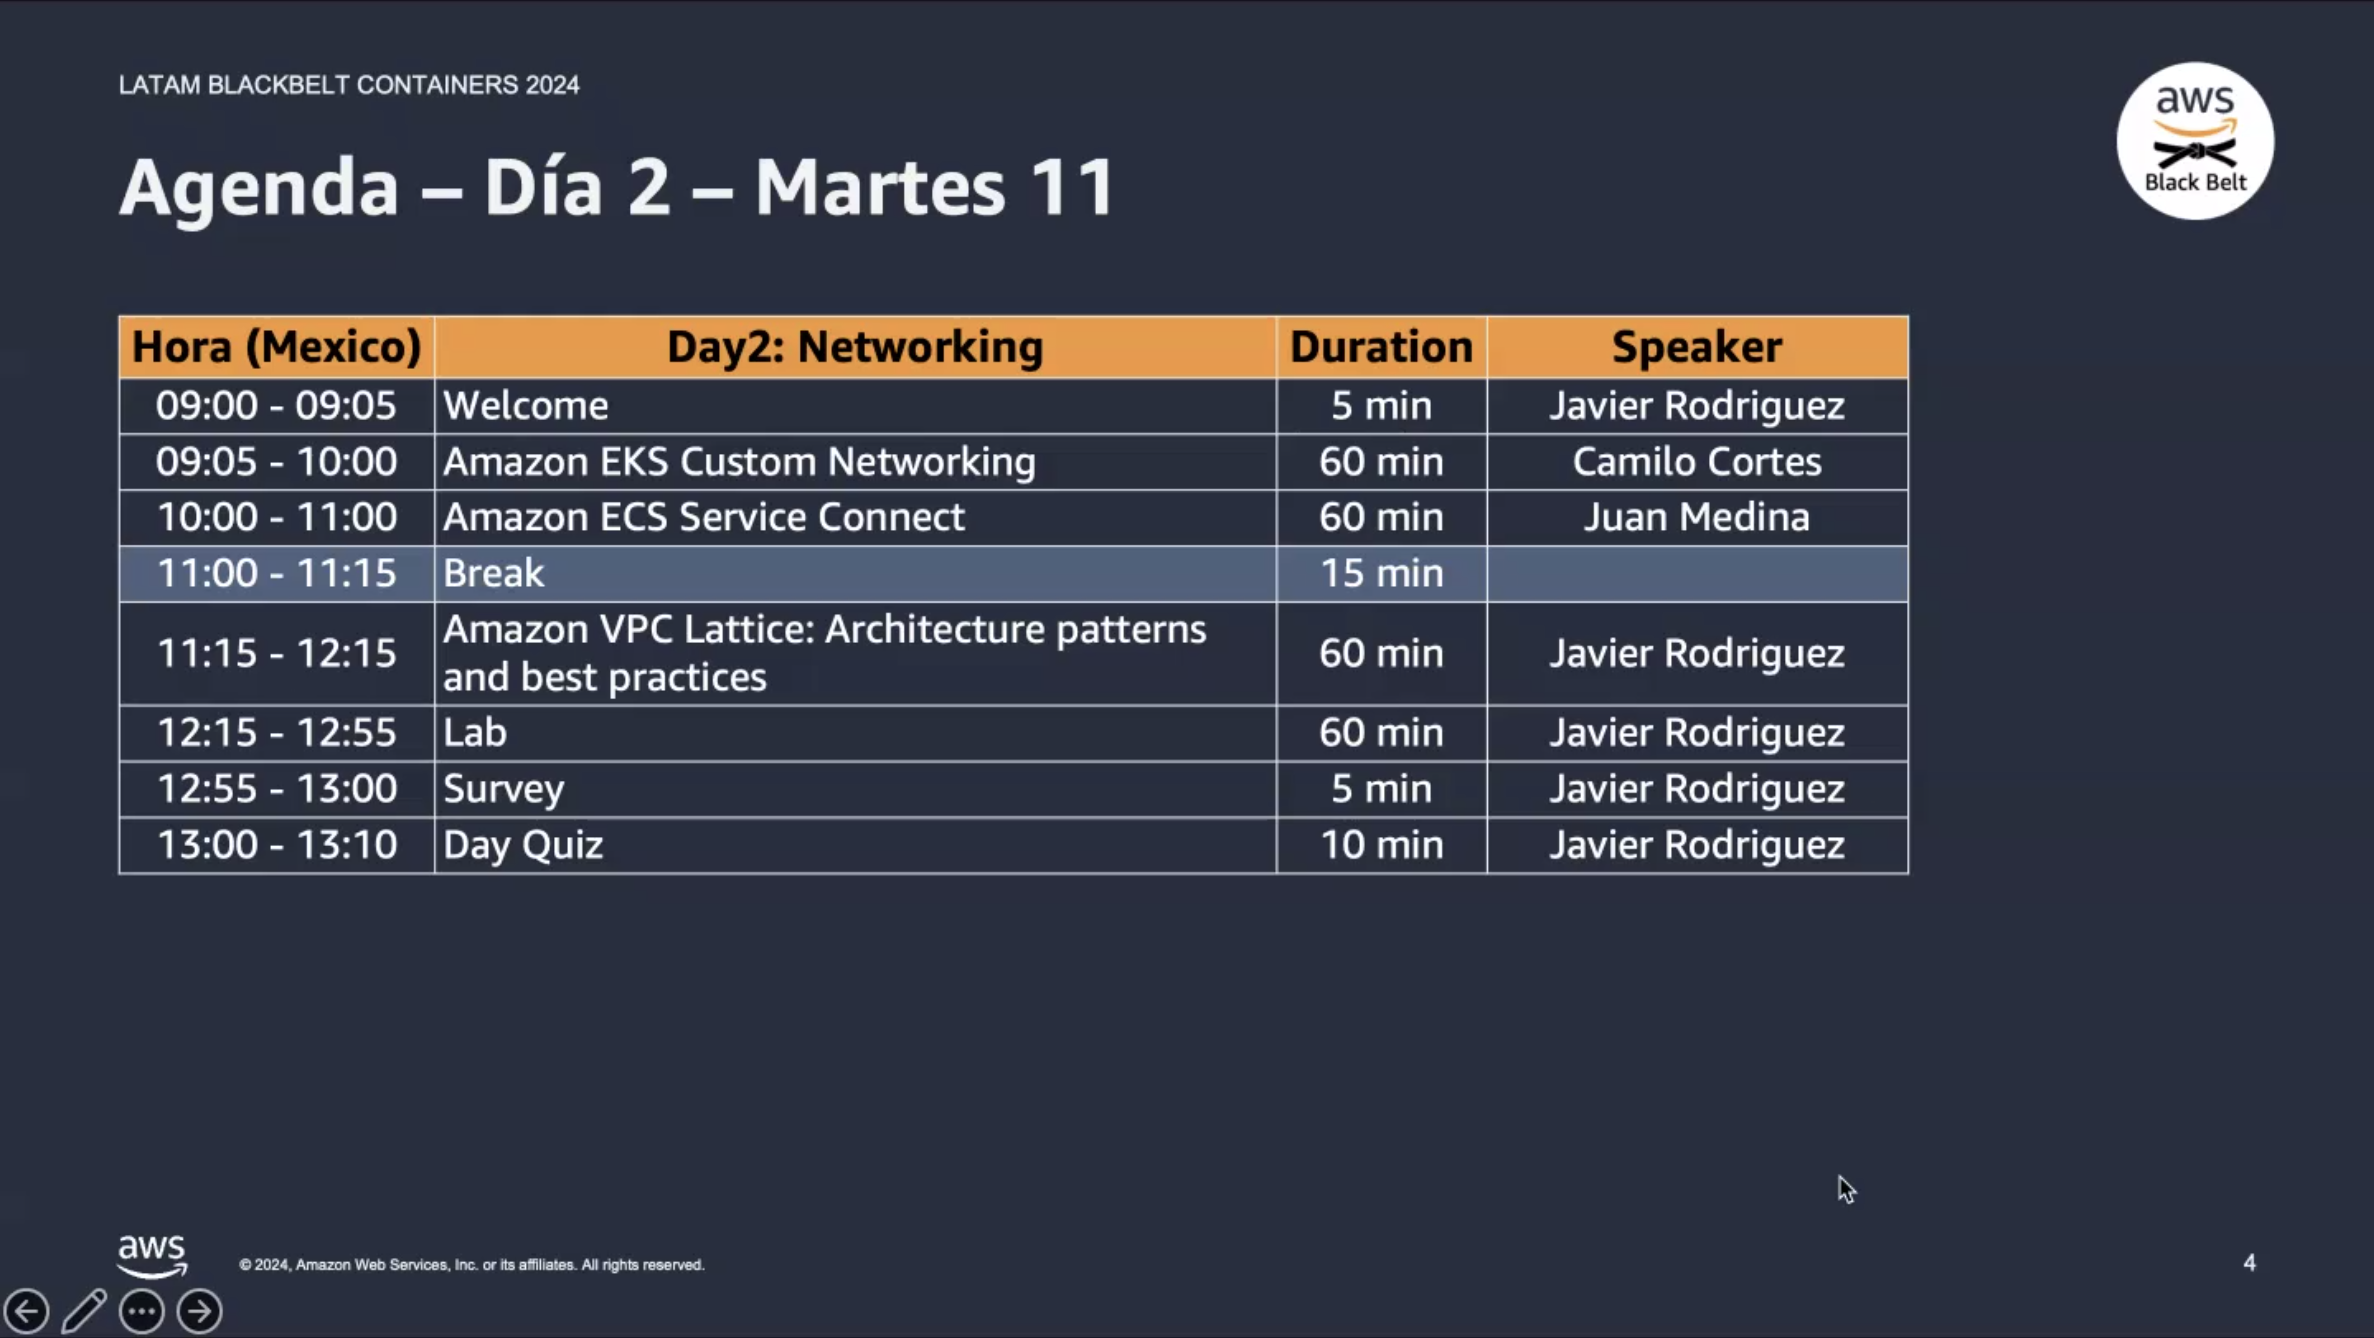 LATAM BLACKBELT CONTAINERS 2024
aws
Black Belt
Agenda – Día 2 – Martes 11
Hora (Mexico) Day2: Networking Duration Speaker
09:00 - 09:05 Welcome 5 min Javier Rodriguez
09:05 - 10:00 Amazon EKS Custom Networking 60 min Camilo Cortes
10:00 - 11:00 Amazon ECS Service Connect 60 min Juan Medina
11:00 - 11:15 Break 15 min
11:15 - 12:15 Amazon VPC Lattice: Architecture patterns
and best practices 60 min Javier Rodriguez
12:15 - 12:55 Lab 60 min Javier Rodriguez
12:55 - 13:00 Survey 5 min Javier Rodriguez
13:00 - 13:10 Day Quiz 10 min Javier Rodriguez
aws
© 2024, Amazon Web Services, Inc. or its affiliates. All rights reserved.
4